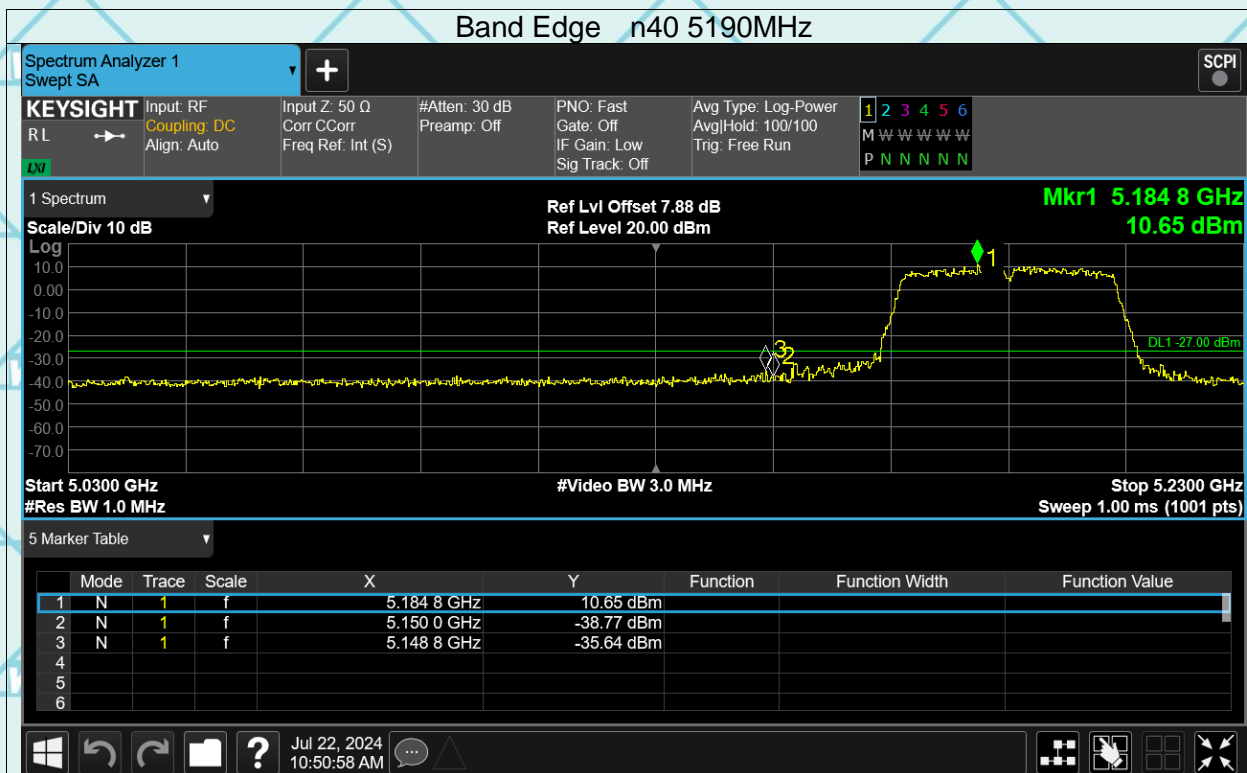 Band Edge n40 5190MHz
Spectrum Analyzer 1
Swept SA
+
SCPI
KEYSIGHT
R L
LXI
Input: RF
Coupling: DC
Align: Auto
Input Z: 50 Ω
Corr CCorr
Freq Ref: Int (S)
#Atten: 30 dB
Preamp: Off
PNO: Fast
Gate: Off
IF Gain: Low
Sig Track: Off
Avg Type: Log-Power
Avg|Hold: 100/100
Trig: Free Run
1 2 3 4 5 6
M W W W W W
P N N N N N
1 Spectrum
Scale/Div 10 dB
Ref Lvl Offset 7.88 dB
Ref Level 20.00 dBm
Mkr1 5.184 8 GHz
10.65 dBm
Log
10.0
0.00
-10.0
-20.0
-30.0
-40.0
-50.0
-60.0
-70.0
1
3
2
DL1 -27.00 dBm
Start 5.0300 GHz
#Video BW 3.0 MHz
Stop 5.2300 GHz
#Res BW 1.0 MHz
Sweep 1.00 ms (1001 pts)
5 Marker Table
Mode Trace Scale X Y Function Function Width Function Value
1 N 1 f 5.184 8 GHz 10.65 dBm
2 N 1 f 5.150 0 GHz -38.77 dBm
3 N 1 f 5.148 8 GHz -35.64 dBm
4
5
6
?
Jul 22, 2024
10:50:58 AM